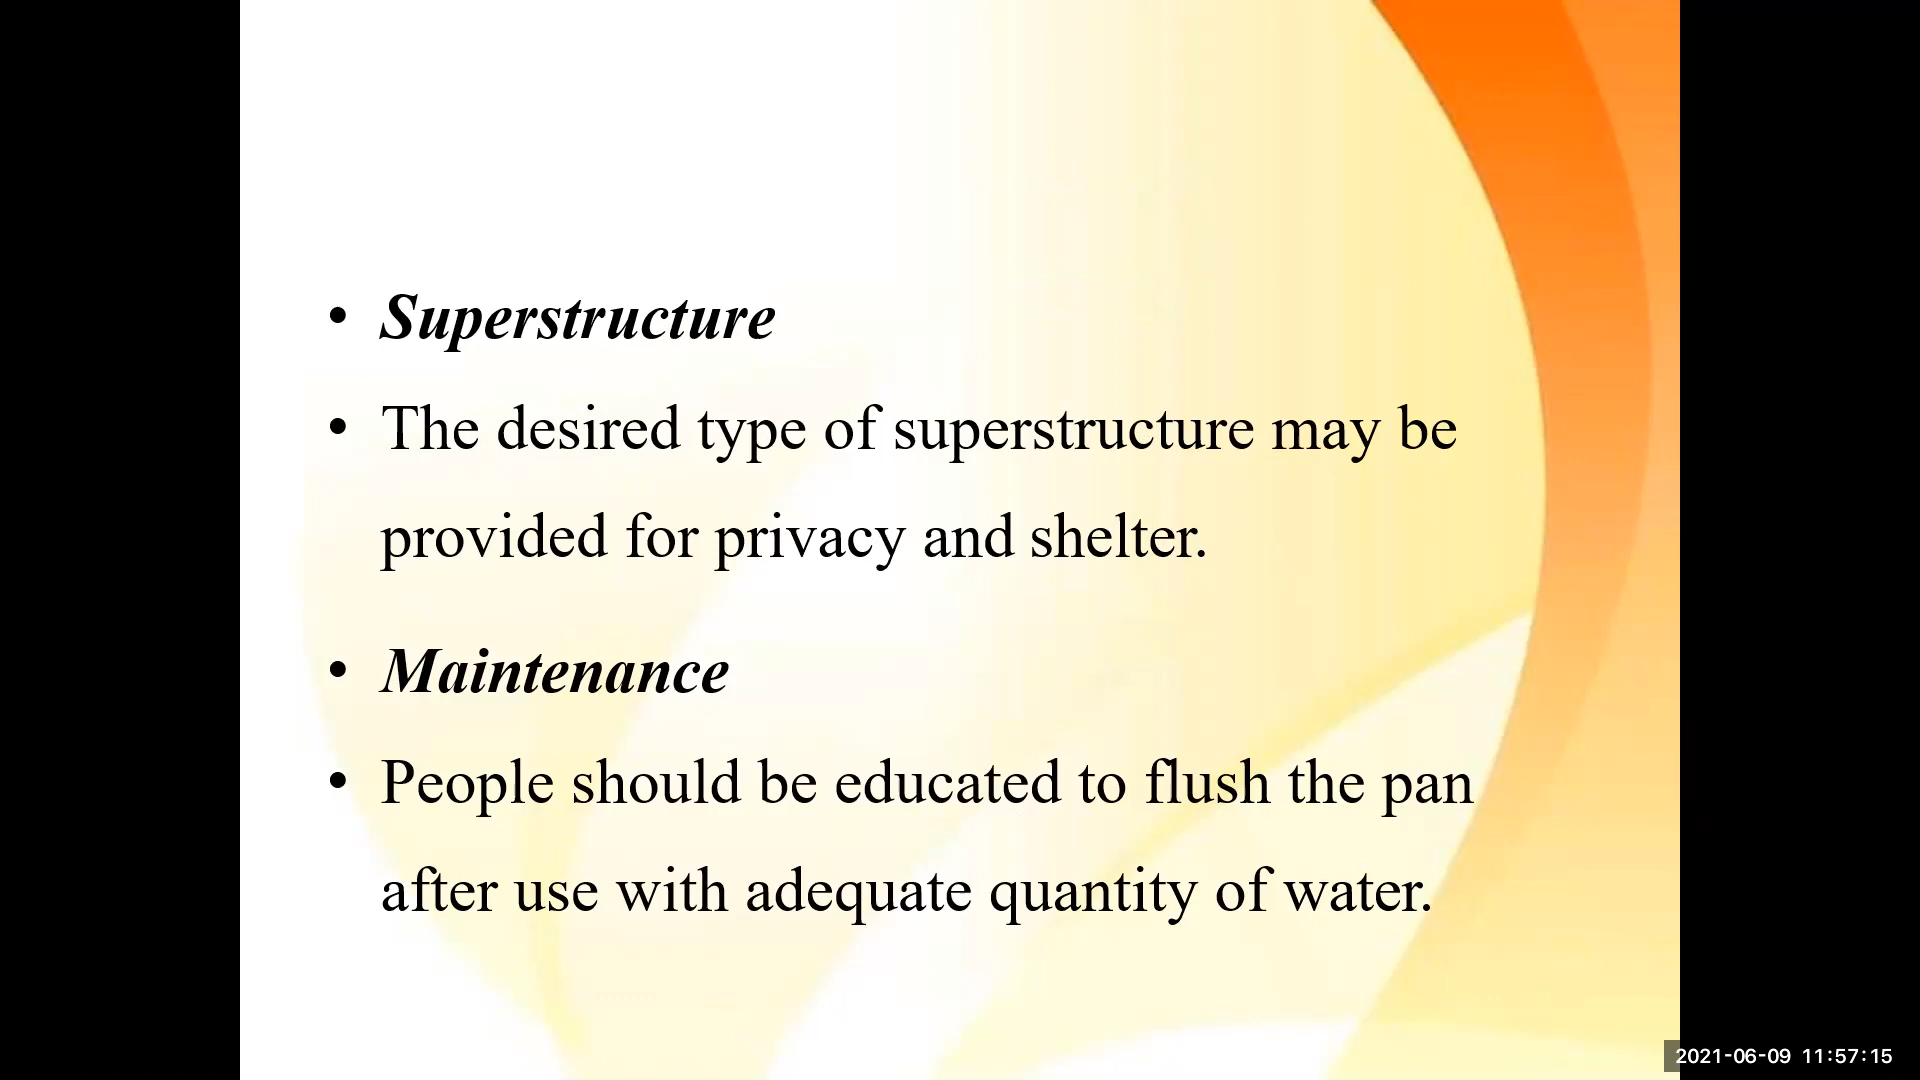 • Superstructure
• The desired type of superstructure may be
provided for privacy and shelter.
• Maintenance
• People should be educated to flush the pan
after use with adequate quantity of water.
2021-06-09 11:57:15